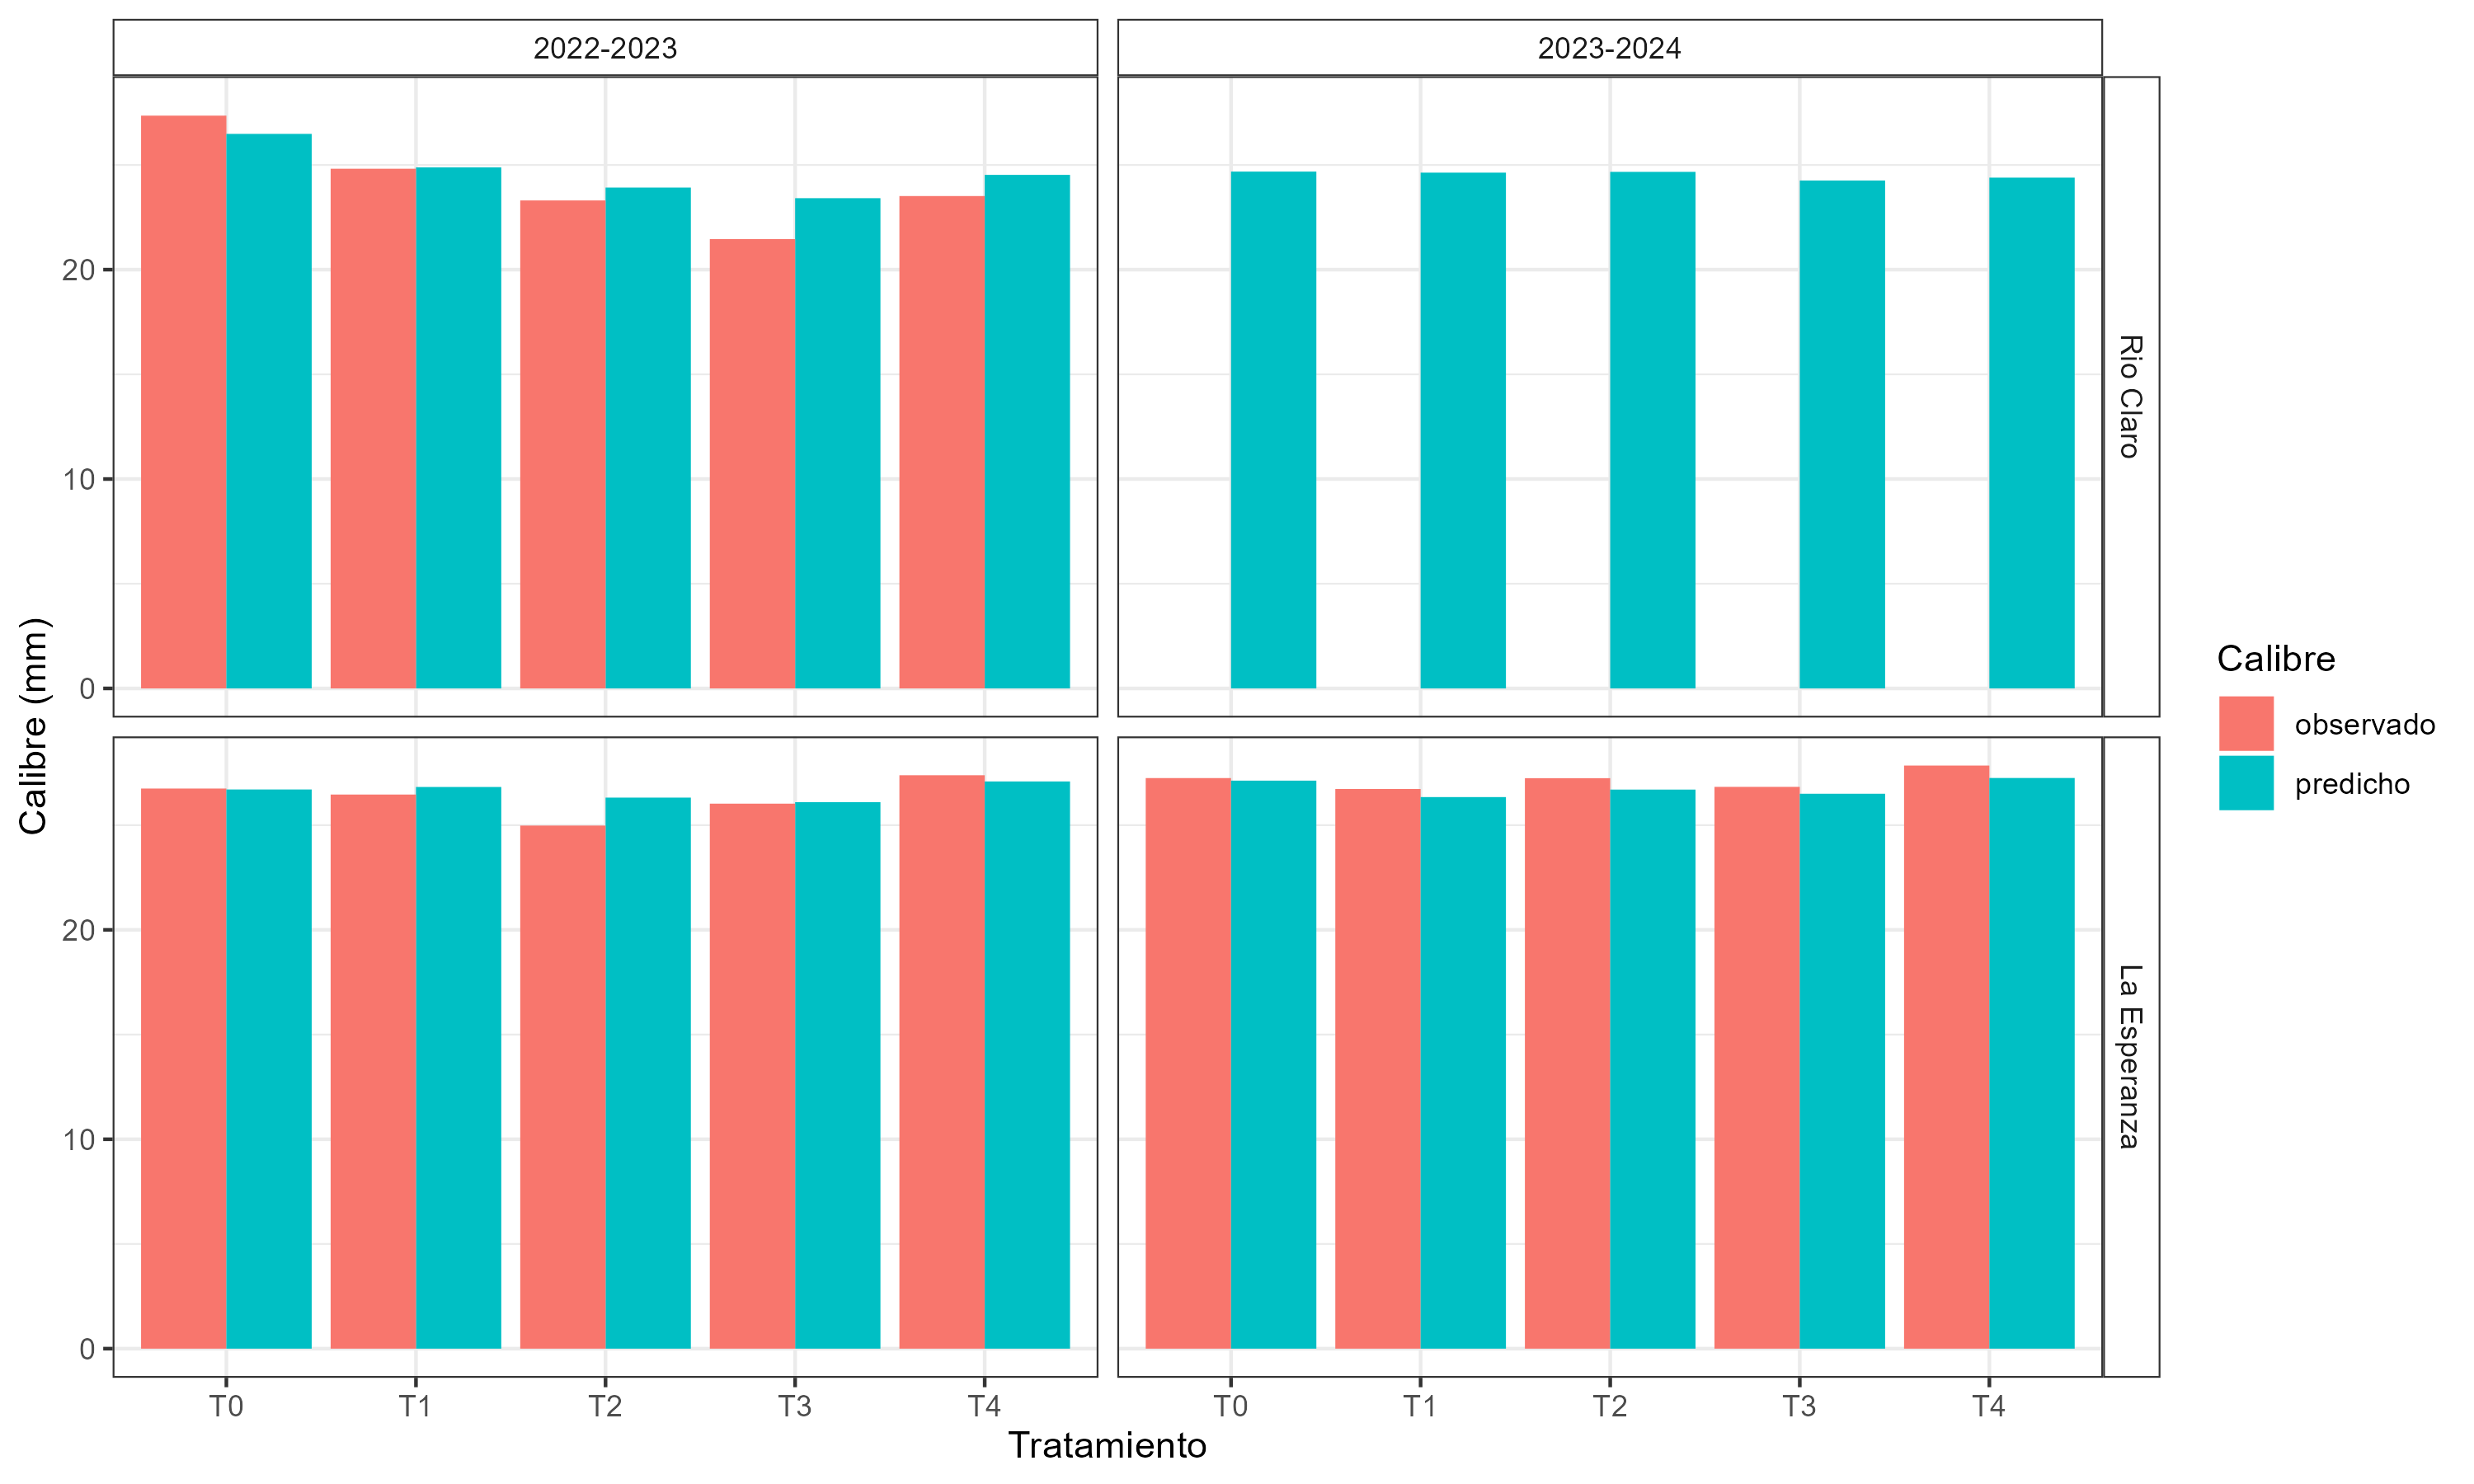 2022-2023
2023-2024
Calibre (mm)
20
10
0
Rio Claro
20
10
0
La Esperanza
T0 T1 T2 T3 T4
T0 T1 T2 T3 T4
Tratamiento
Calibre
observado
predicho